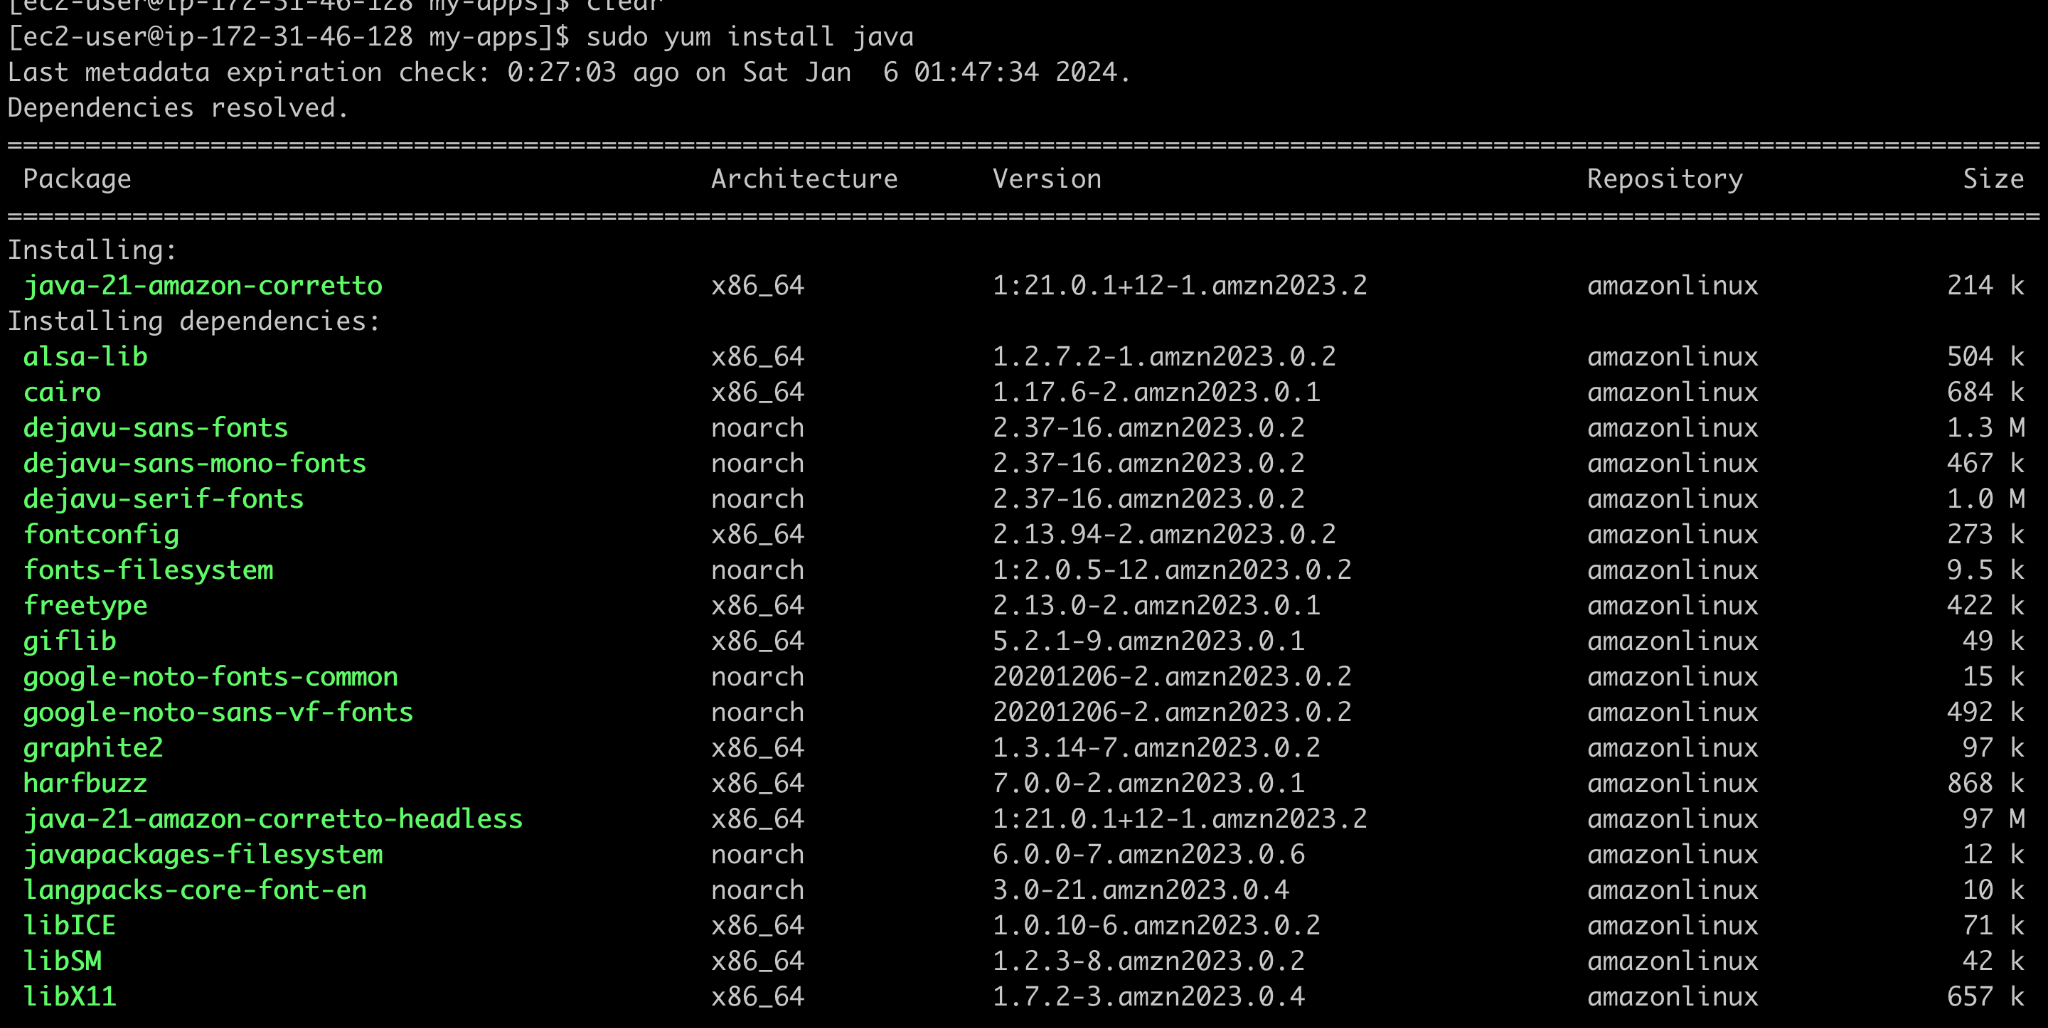 [ec2-user@ip-172-31-46-128 my-apps]$ clear
[ec2-user@ip-172-31-46-128 my-apps]$ sudo yum install java
Last metadata expiration check: 0:27:03 ago on Sat Jan  6 01:47:34 2024.
Dependencies resolved.
==================================================================================================================================
 Package                                     Architecture      Version                               Repository              Size
==================================================================================================================================
Installing:
 java-21-amazon-corretto                     x86_64            1:21.0.1+12-1.amzn2023.2              amazonlinux            214 k
Installing dependencies:
 alsa-lib                                    x86_64            1.2.7.2-1.amzn2023.0.2                amazonlinux            504 k
 cairo                                       x86_64            1.17.6-2.amzn2023.0.1                 amazonlinux            684 k
 dejavu-sans-fonts                           noarch            2.37-16.amzn2023.0.2                  amazonlinux            1.3 M
 dejavu-sans-mono-fonts                      noarch            2.37-16.amzn2023.0.2                  amazonlinux            467 k
 dejavu-serif-fonts                          noarch            2.37-16.amzn2023.0.2                  amazonlinux            1.0 M
 fontconfig                                  x86_64            2.13.94-2.amzn2023.0.2                amazonlinux            273 k
 fonts-filesystem                            noarch            1:2.0.5-12.amzn2023.0.2               amazonlinux            9.5 k
 freetype                                    x86_64            2.13.0-2.amzn2023.0.1                 amazonlinux            422 k
 giflib                                      x86_64            5.2.1-9.amzn2023.0.1                  amazonlinux             49 k
 google-noto-fonts-common                    noarch            20201206-2.amzn2023.0.2               amazonlinux             15 k
 google-noto-sans-vf-fonts                   noarch            20201206-2.amzn2023.0.2               amazonlinux            492 k
 graphite2                                   x86_64            1.3.14-7.amzn2023.0.2                 amazonlinux             97 k
 harfbuzz                                    x86_64            7.0.0-2.amzn2023.0.1                  amazonlinux            868 k
 java-21-amazon-corretto-headless            x86_64            1:21.0.1+12-1.amzn2023.2              amazonlinux             97 M
 javapackages-filesystem                     noarch            6.0.0-7.amzn2023.0.6                  amazonlinux             12 k
 langpacks-core-font-en                      noarch            3.0-21.amzn2023.0.4                   amazonlinux             10 k
 libICE                                      x86_64            1.0.10-6.amzn2023.0.2                 amazonlinux             71 k
 libSM                                       x86_64            1.2.3-8.amzn2023.0.2                  amazonlinux             42 k
 libX11                                      x86_64            1.7.2-3.amzn2023.0.4                  amazonlinux            657 k